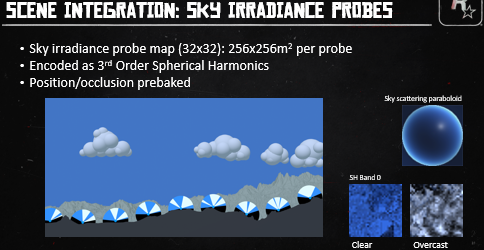 Scene Integration: Sky Irradiance Probes
R
• Sky irradiance probe map (32x32): 256x256m² per probe
• Encoded as 3rd Order Spherical Harmonics
• Position/occlusion prebaked
Sky scattering paraboloid
SH Band 0
Clear
Overcast